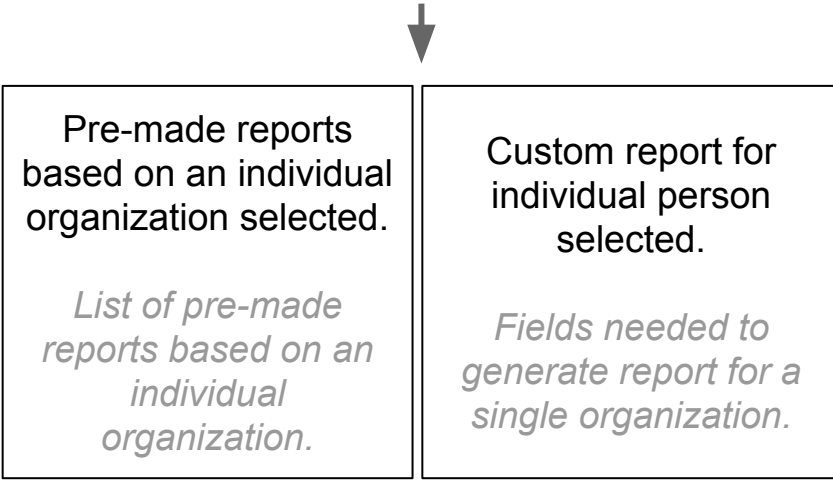 Pre-made reports
based on an individual
organization selected.
List of pre-made
reports based on an
individual
organization.
Custom report for
individual person
selected.
Fields needed to
generate report for a
single organization.